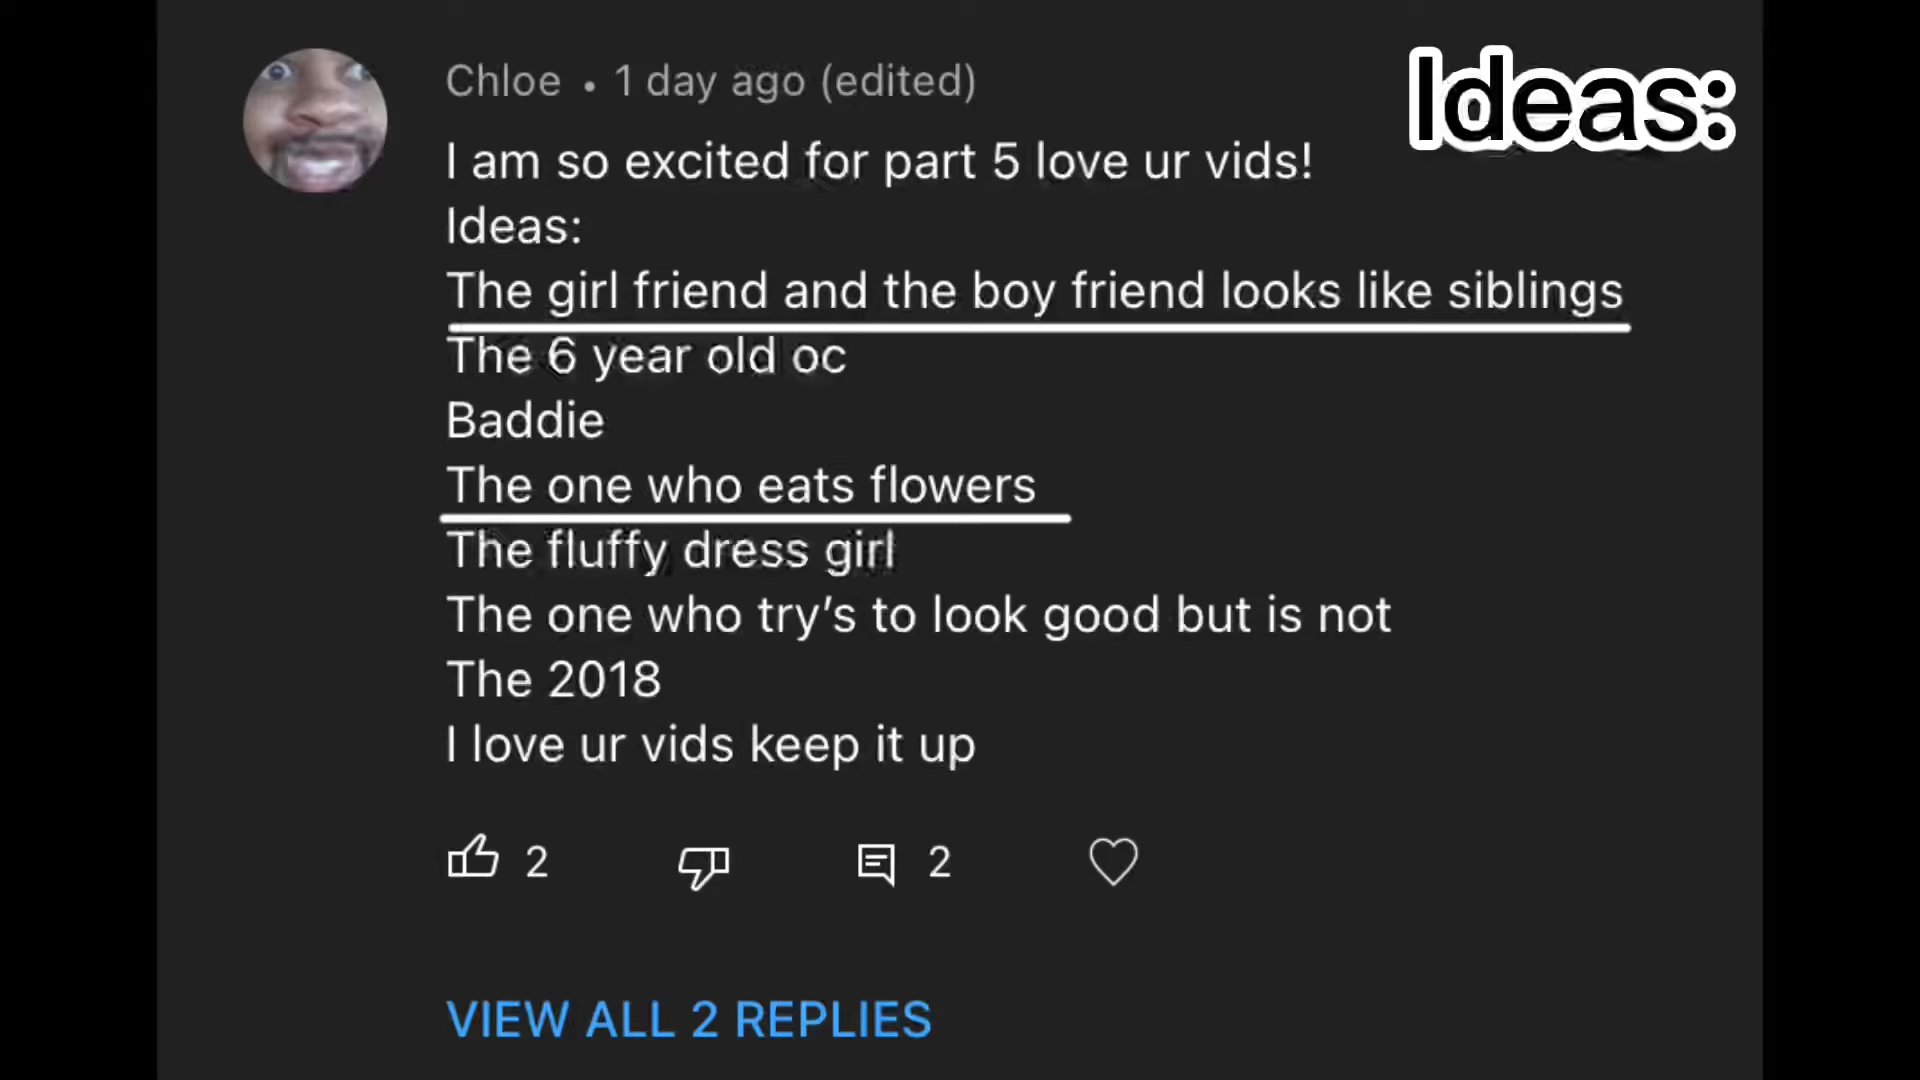 Chloe • 1 day ago (edited)
Ideas:
I am so excited for part 5 love ur vids!
Ideas:
The girl friend and the boy friend looks like siblings
The 6 year old oc
Baddie
The one who eats flowers
The fluffy dress girl
The one who try’s to look good but is not
The 2018
I love ur vids keep it up
2
2
VIEW ALL 2 REPLIES